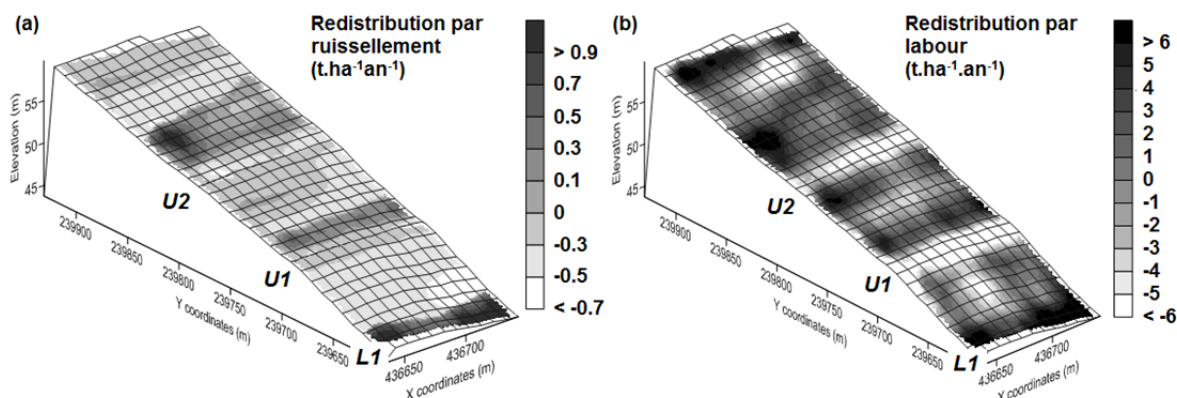 (a)
Redistribution par
ruissellement
(t.ha⁻¹an⁻¹)
> 0.9
0.7
0.5
0.3
0.1
0
-0.3
-0.5
< -0.7
Elevation (m)
55
50
45
U2
U1
L1
239900
239850
239800
239750
239700
239650
Y coordinates (m)
436650
436700
X coordinates (m)
(b)
Redistribution par
labour
(t.ha⁻¹.an⁻¹)
> 6
5
4
3
2
1
0
-1
-2
-3
-4
-5
< -6
Elevation (m)
55
50
45
U2
U1
L1
239900
239850
239800
239750
239700
239650
Y coordinates (m)
436650
436700
X coordinates (m)